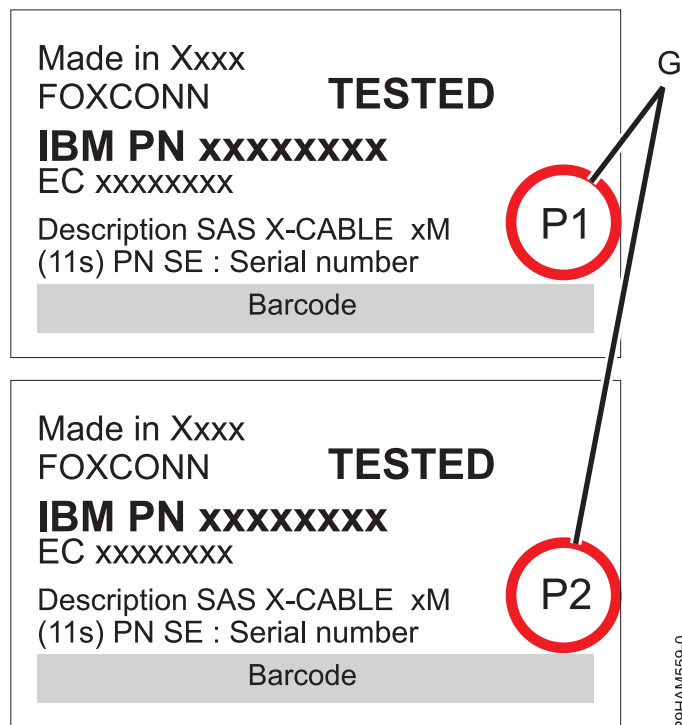 G
Made in Xxxx
FOXCONN TESTED
IBM PN xxxxxxxx
EC xxxxxxxx
P1
Description SAS X-CABLE xM
(11s) PN SE : Serial number
Barcode
Made in Xxxx
FOXCONN TESTED
IBM PN xxxxxxxx
EC xxxxxxxx
P2
Description SAS X-CABLE xM
(11s) PN SE : Serial number
Barcode